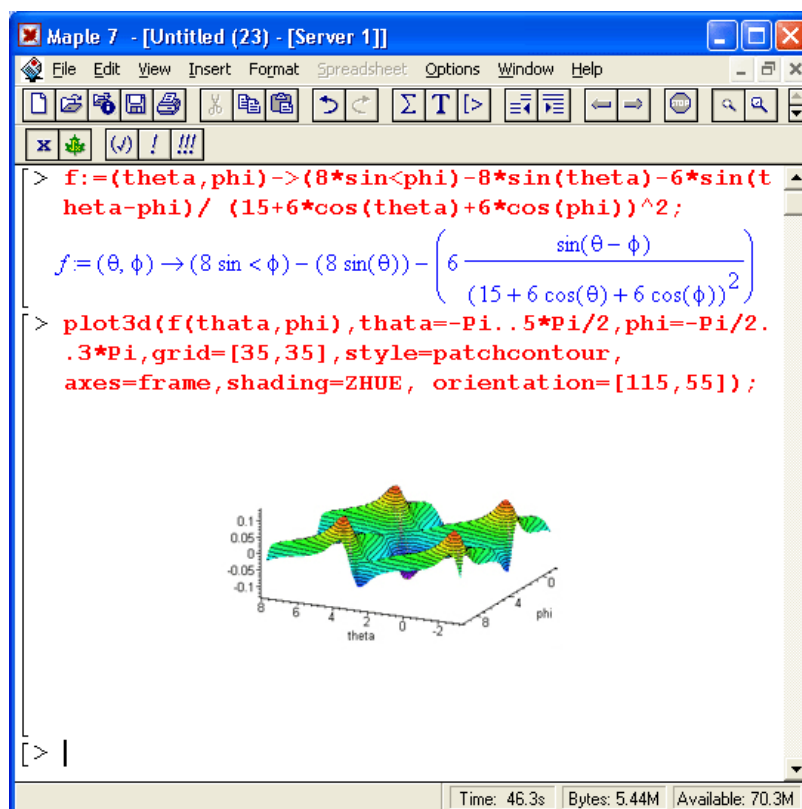 Maple 7 - [Untitled (23) - [Server 1]]
File Edit View Insert Format Spreadsheet Options Window Help
Σ T [>
STOP
x (√) ! !!!
[> f:=(theta,phi)->(8*sin<phi)-8*sin(theta)-6*sin(t
heta-phi)/ (15+6*cos(theta)+6*cos(phi))^2;
f := (θ, ϕ) → (8 sin < ϕ) − (8 sin(θ)) − (6 sin(θ − ϕ) / (15 + 6 cos(θ) + 6 cos(ϕ))²)
[> plot3d(f(thata,phi),thata=-Pi..5*Pi/2,phi=-Pi/2.
.3*Pi,grid=[35,35],style=patchcontour,
axes=frame,shading=ZHUE, orientation=[115,55]);
0.1
0.05
0
-0.05
-0.1
8 6 4 2 0 -2
theta
8 4 0
phi
[>
Time: 46.3s Bytes: 5.44M Available: 70.3M